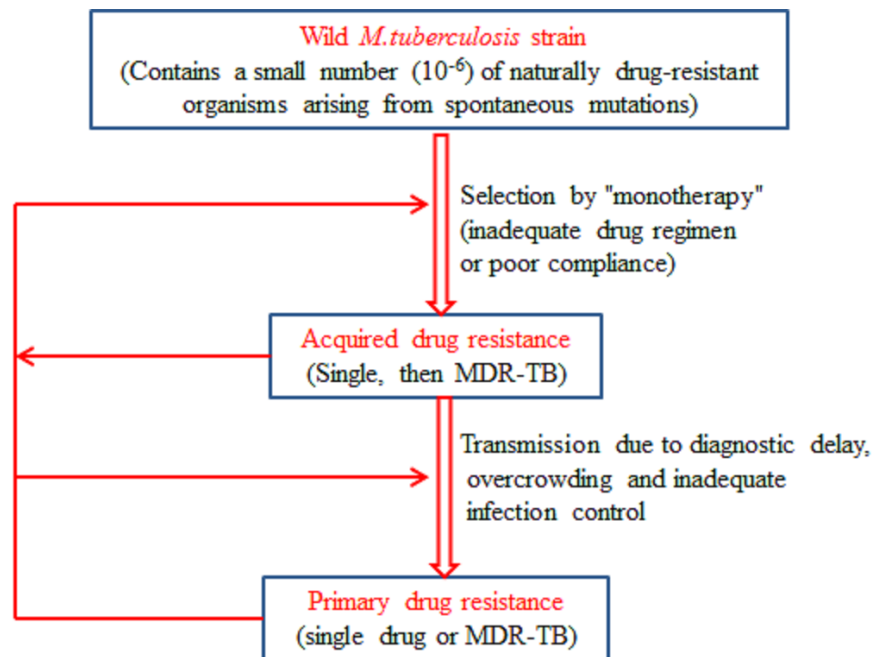 Wild M.tuberculosis strain
(Contains a small number (10⁻⁶) of naturally drug-resistant
organisms arising from spontaneous mutations)
Selection by "monotherapy"
(inadequate drug regimen
or poor compliance)
Acquired drug resistance
(Single, then MDR-TB)
Transmission due to diagnostic delay,
overcrowding and inadequate
infection control
Primary drug resistance
(single drug or MDR-TB)